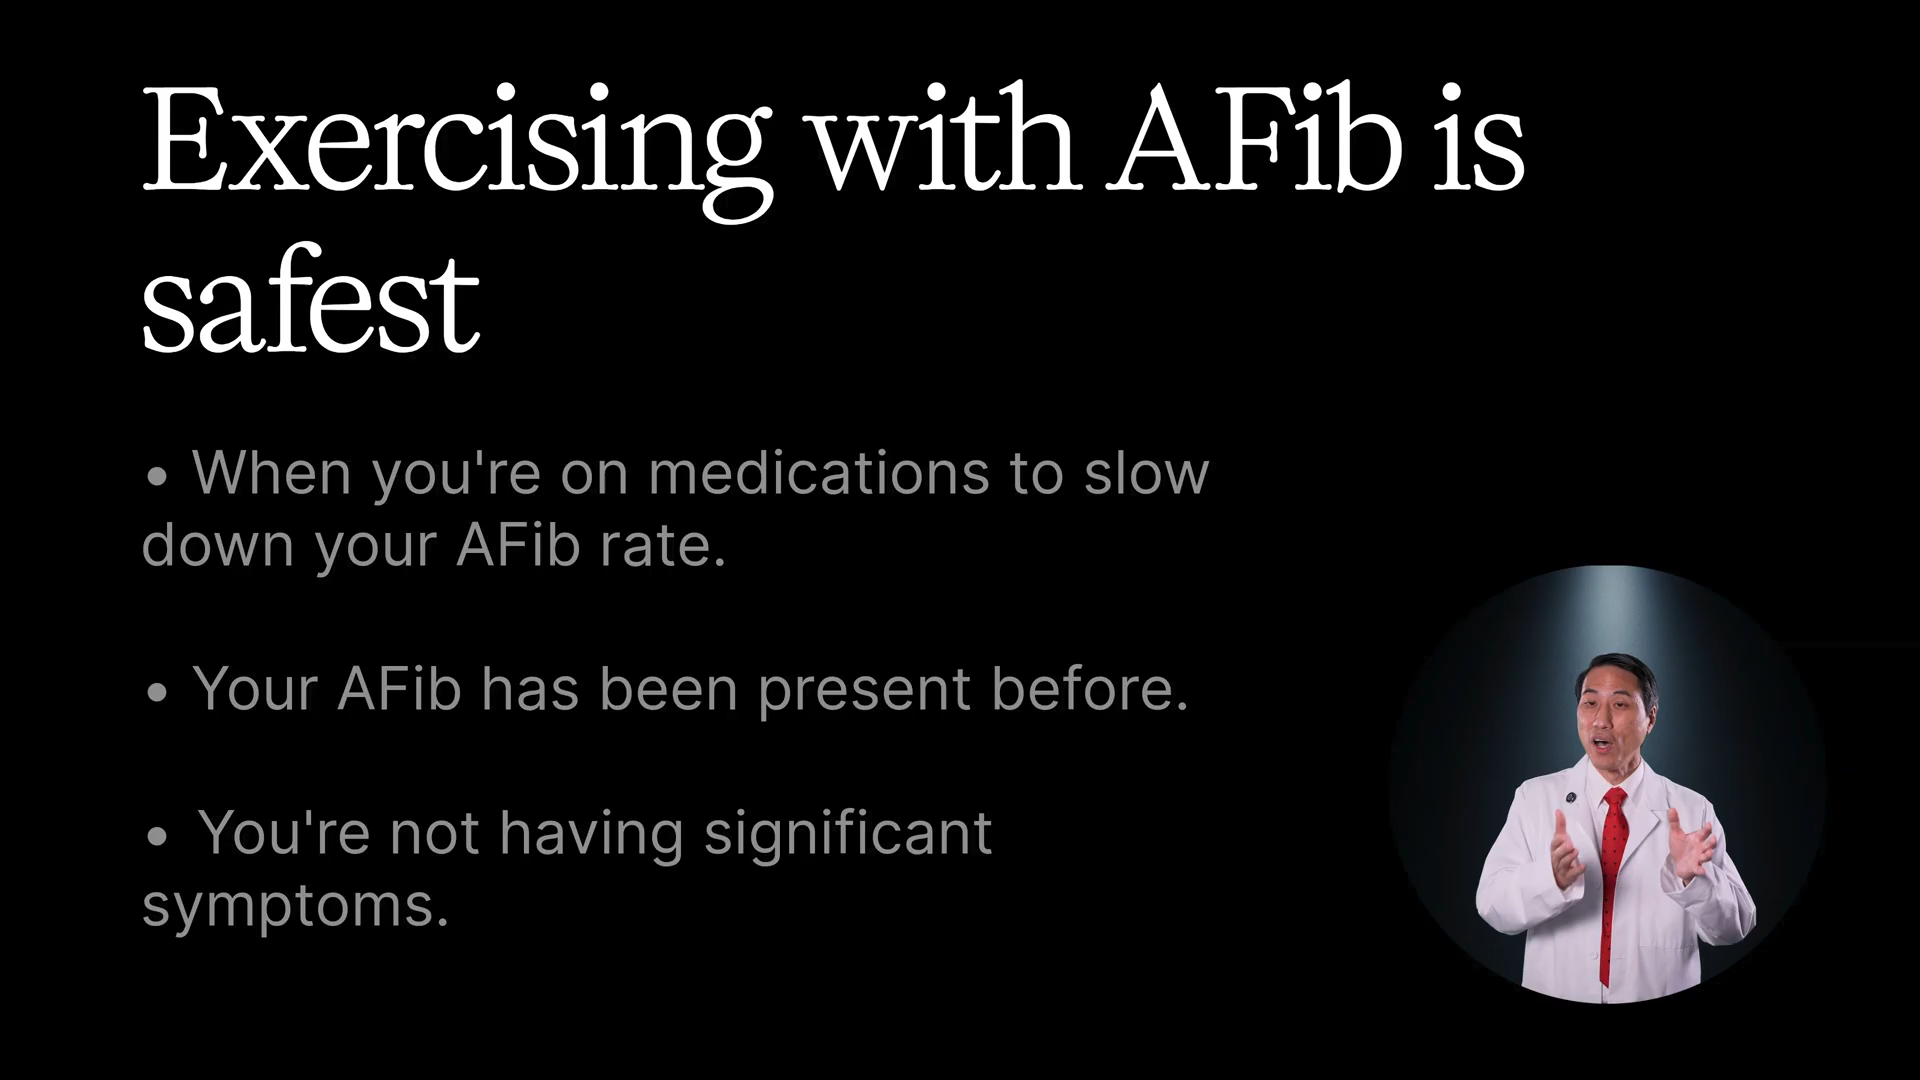 Exercising with AFib is
safest
• When you're on medications to slow
down your AFib rate.
• Your AFib has been present before.
• You're not having significant
symptoms.